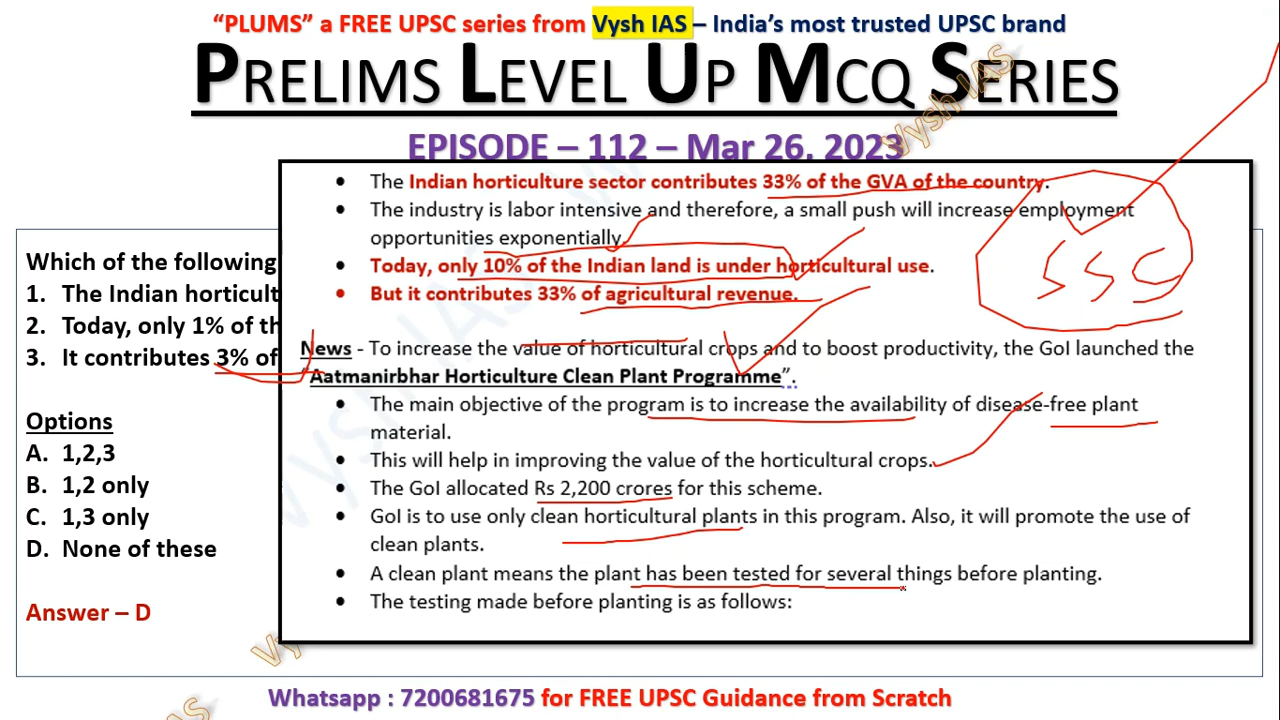 “PLUMS” a FREE UPSC series from Vysh IAS – India’s most trusted UPSC brand
PRELIMS LEVEL UP MCQ SERIES
EPISODE – 112 – Mar 26, 2023
Which of the following
1. The Indian horticult
2. Today, only 1% of th
3. It contributes 3% of
Options
A. 1,2,3
B. 1,2 only
C. 1,3 only
D. None of these
Answer – D
• The Indian horticulture sector contributes 33% of the GVA of the country.
• The industry is labor intensive and therefore, a small push will increase employment
opportunities exponentially.
• Today, only 10% of the Indian land is under horticultural use.
• But it contributes 33% of agricultural revenue.
News - To increase the value of horticultural crops and to boost productivity, the GoI launched the
“Aatmanirbhar Horticulture Clean Plant Programme”.
• The main objective of the program is to increase the availability of disease-free plant
material.
• This will help in improving the value of the horticultural crops.
• The GoI allocated Rs 2,200 crores for this scheme.
• GoI is to use only clean horticultural plants in this program. Also, it will promote the use of
clean plants.
• A clean plant means the plant has been tested for several things before planting.
• The testing made before planting is as follows:
SSC
Vysh IAS
Whatsapp : 7200681675 for FREE UPSC Guidance from Scratch